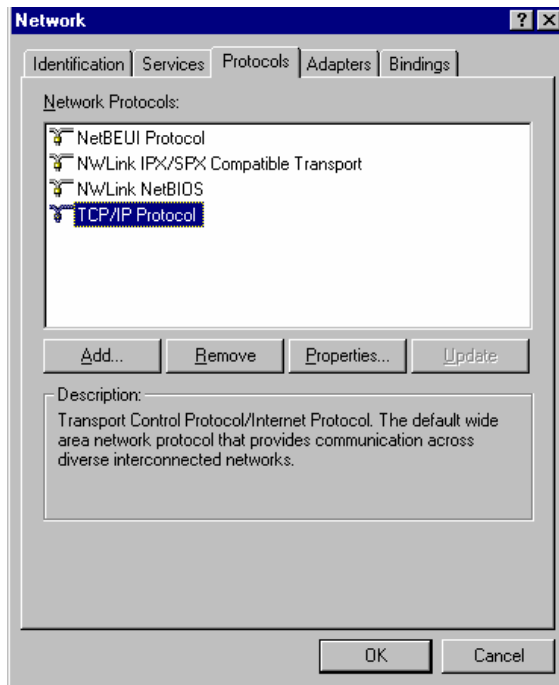 Network
Identification Services Protocols Adapters Bindings
Network Protocols:
NetBEUI Protocol
NWLink IPX/SPX Compatible Transport
NWLink NetBIOS
TCP/IP Protocol
Add... Remove Properties... Update
Description:
Transport Control Protocol/Internet Protocol. The default wide
area network protocol that provides communication across
diverse interconnected networks.
OK Cancel